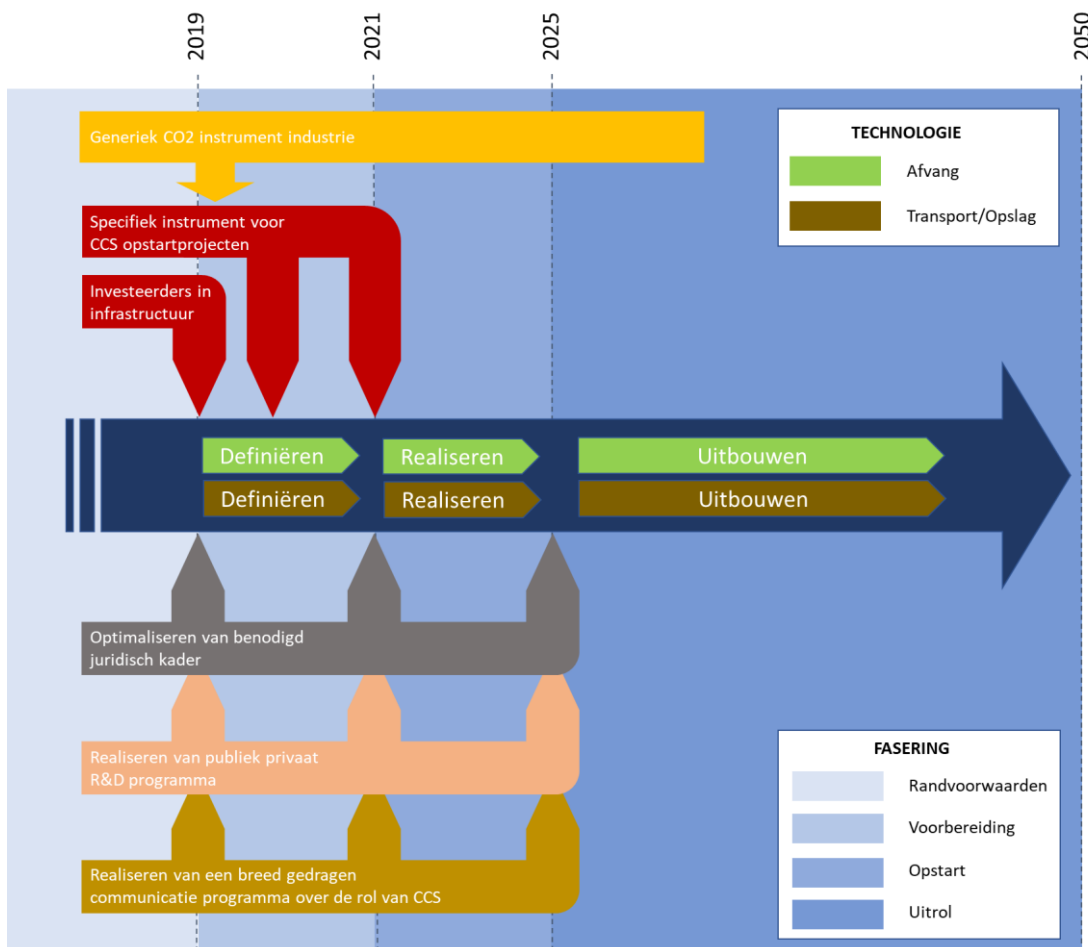 2019
2021
2025
2050
Generiek CO2 instrument industrie
Specifiek instrument voor
CCS opstartprojecten
Investeerders in
infrastructuur
TECHNOLOGIE
Afvang
Transport/Opslag
Definiëren
Realiseren
Uitbouwen
Definiëren
Realiseren
Uitbouwen
Optimaliseren van benodigd
juridisch kader
Realiseren van publiek privaat
R&D programma
Realiseren van een breed gedragen
communicatie programma over de rol van CCS
FASERING
Randvoorwaarden
Voorbereiding
Opstart
Uitrol